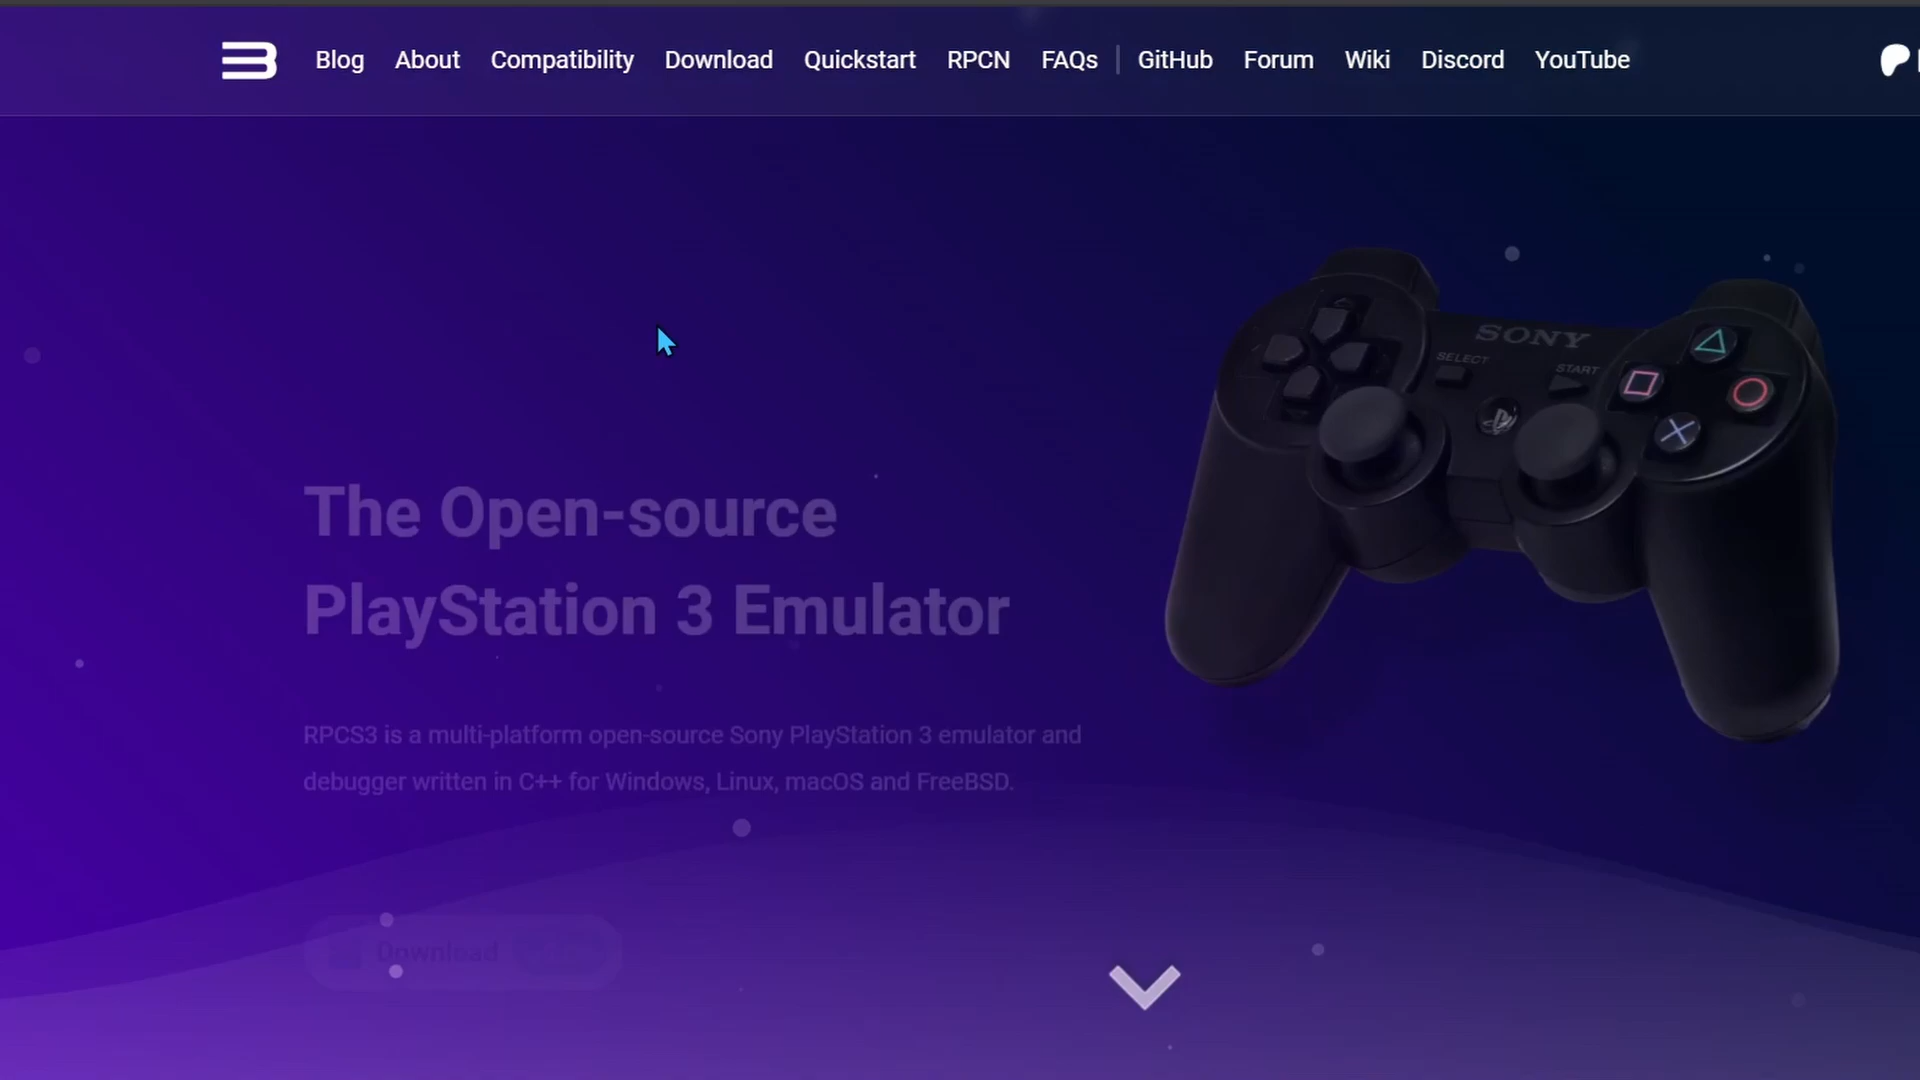 Blog About Compatibility Download Quickstart RPCN FAQs GitHub Forum Wiki Discord YouTube
SONY
SELECT
START
The Open-source
PlayStation 3 Emulator
RPCS3 is a multi-platform open-source Sony PlayStation 3 emulator and
debugger written in C++ for Windows, Linux, macOS and FreeBSD.
Download